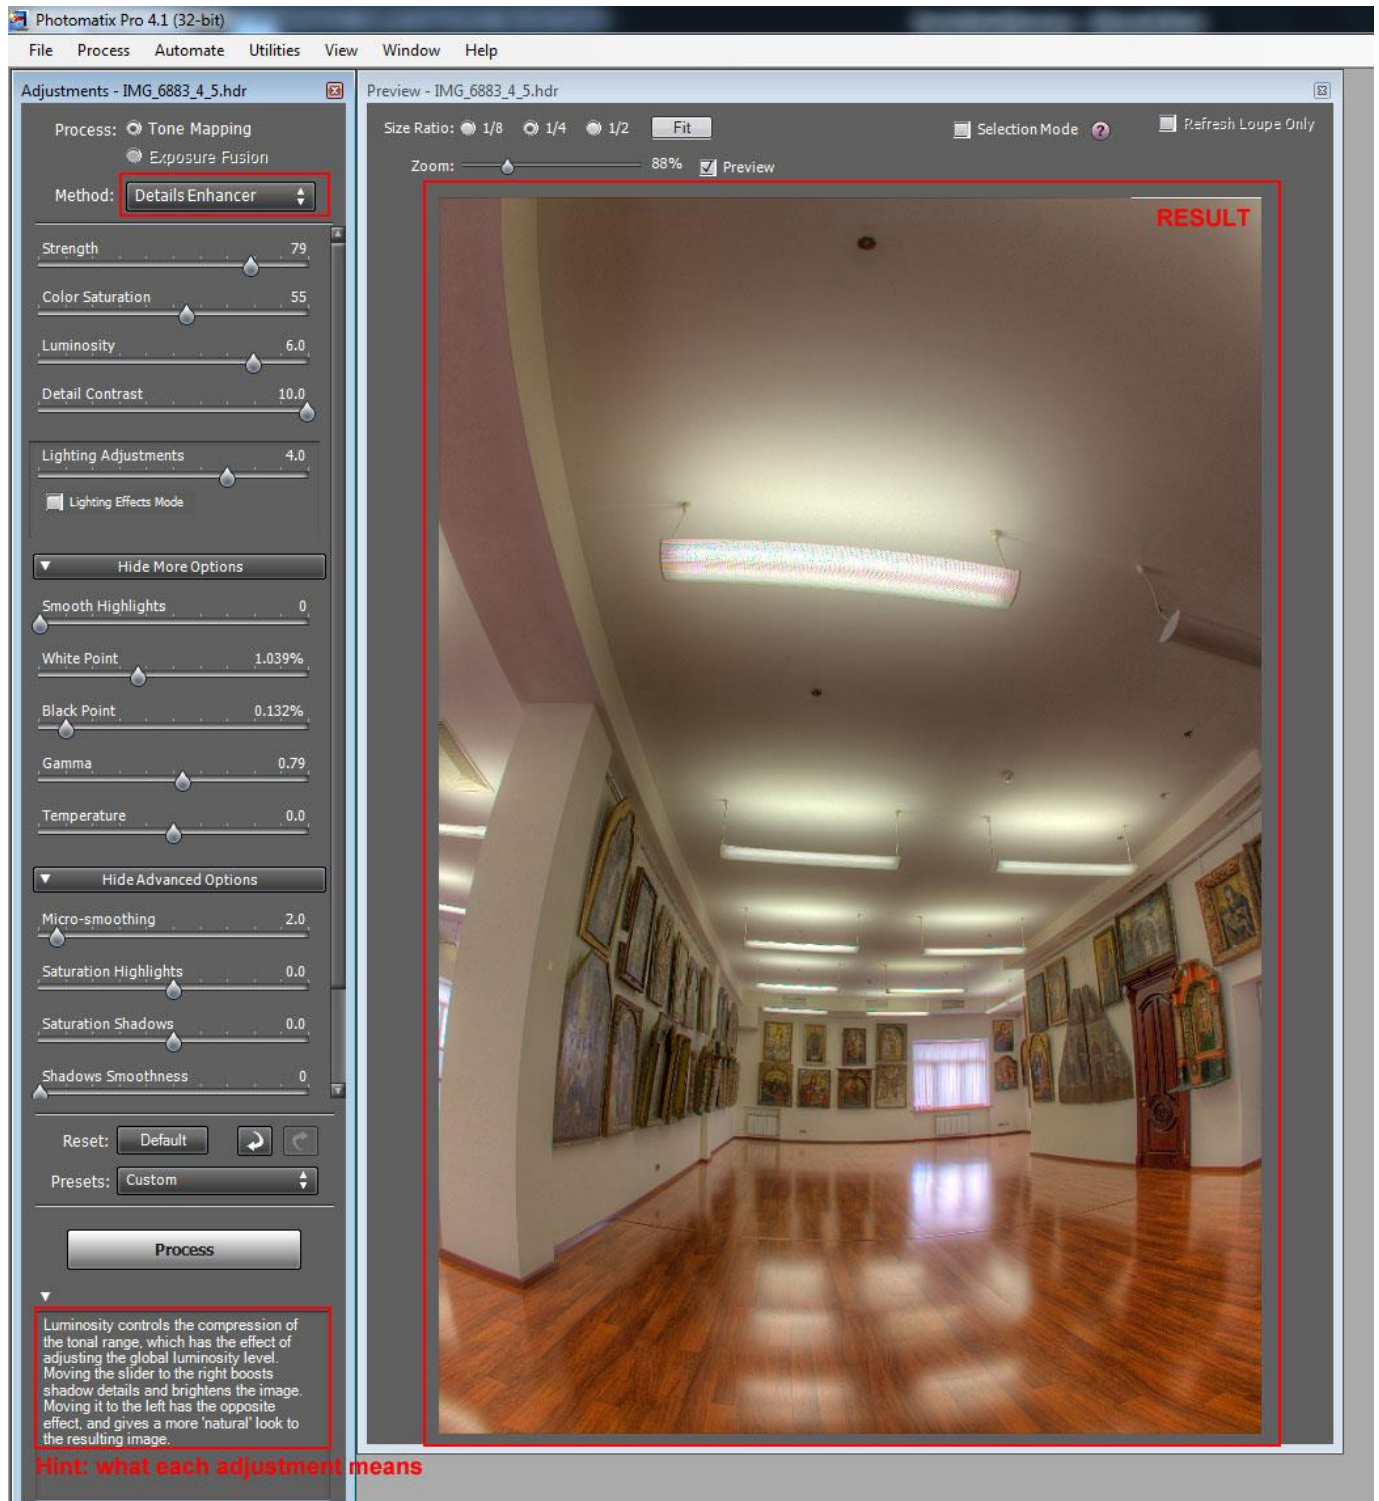 Photomatix Pro 4.1 (32-bit)
File Process Automate Utilities View Window Help
Adjustments - IMG_6883_4_5.hdr
Process: Tone Mapping
Exposure Fusion
Method: Details Enhancer
Strength 79
Color Saturation 55
Luminosity 6.0
Detail Contrast 10.0
Lighting Adjustments 4.0
Lighting Effects Mode
Hide More Options
Smooth Highlights 0
White Point 1.039%
Black Point 0.132%
Gamma 0.79
Temperature 0.0
Hide Advanced Options
Micro-smoothing 2.0
Saturation Highlights 0.0
Saturation Shadows 0.0
Shadows Smoothness 0
Reset: Default
Presets: Custom
Process
Luminosity controls the compression of
the tonal range, which has the effect of
adjusting the global luminosity level.
Moving the slider to the right boosts
shadow details and brightens the image.
Moving it to the left has the opposite
effect, and gives a more 'natural' look to
the resulting image.
Hint: what each adjustment means
Preview - IMG_6883_4_5.hdr
Size Ratio: 1/8 1/4 1/2 Fit
Selection Mode ?
Refresh Loupe Only
Zoom: 88% Preview
RESULT